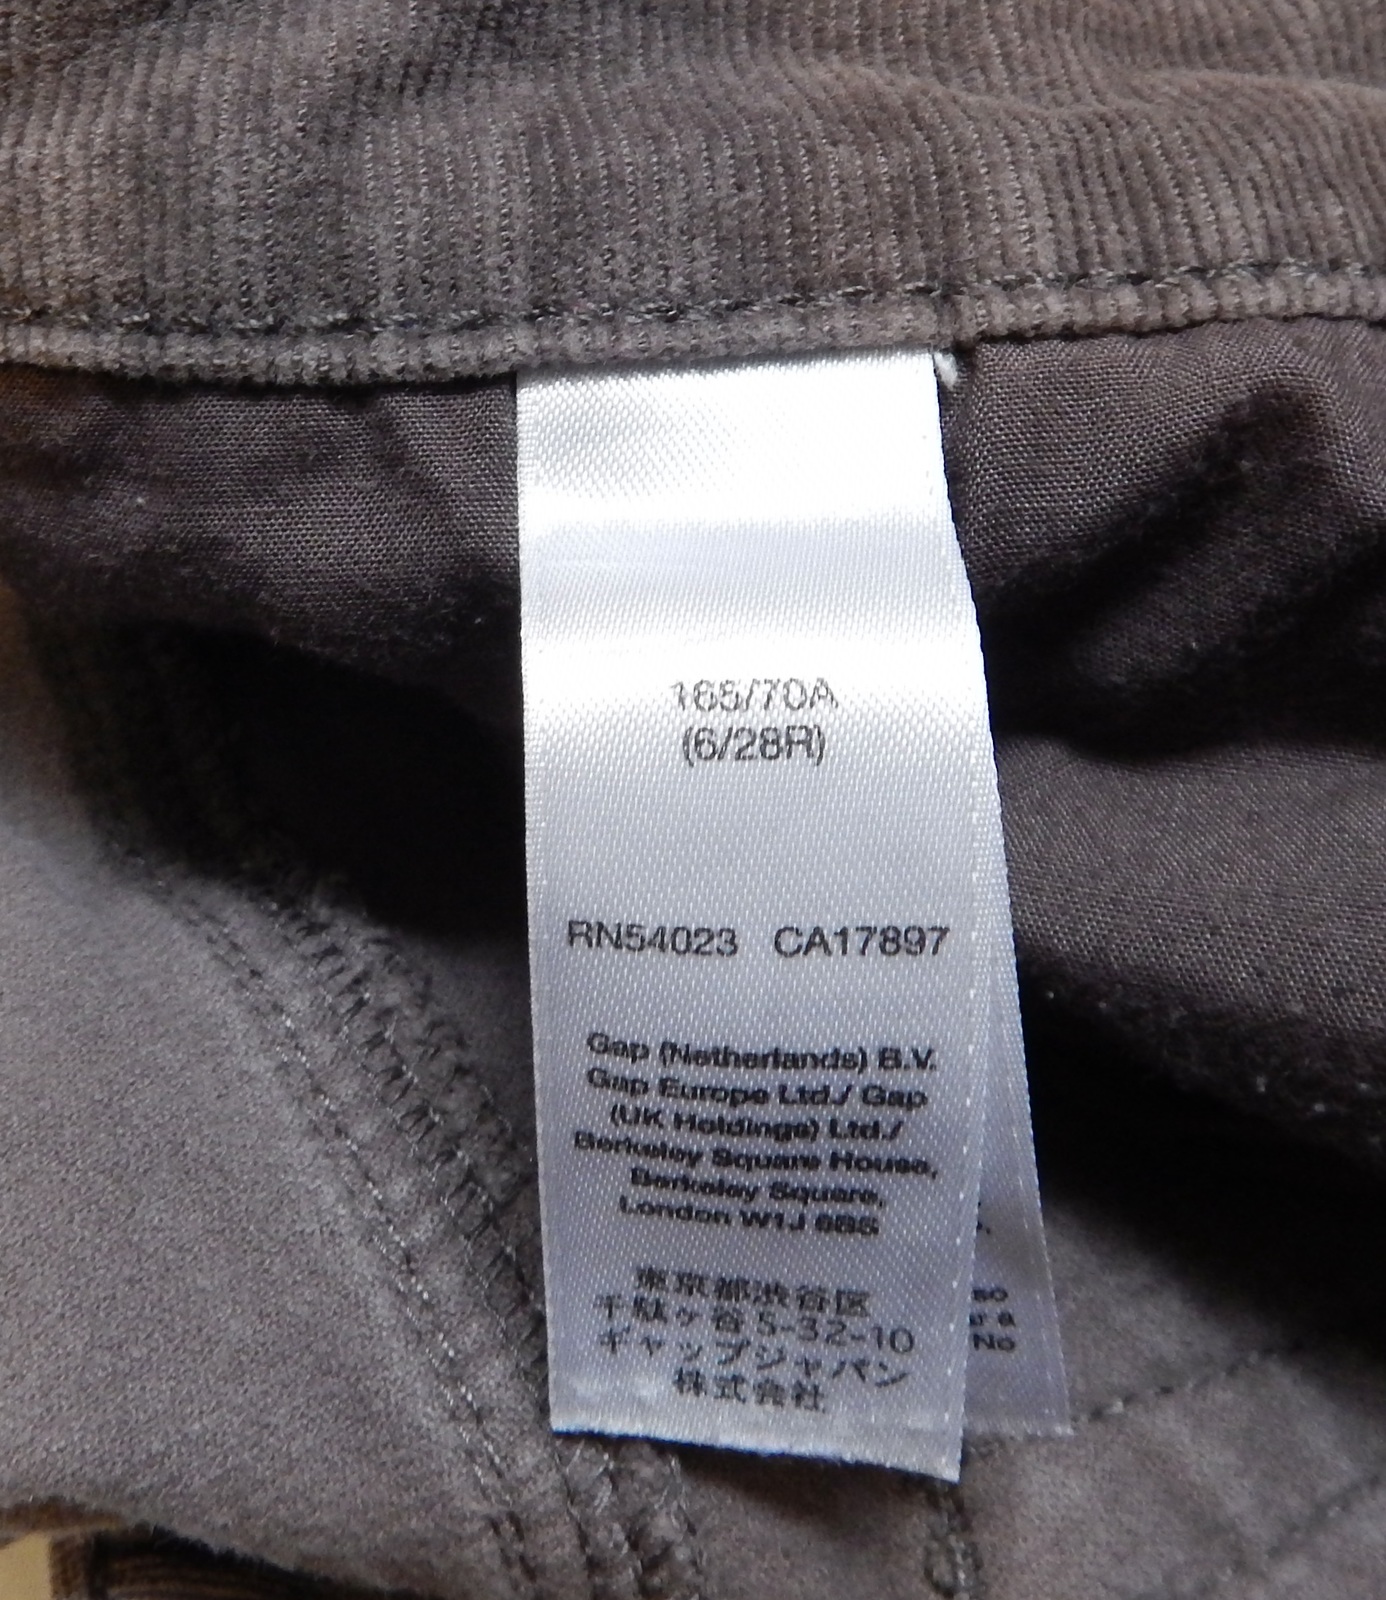 165/70A
(6/28R)
RN54023 CA17897
Gap (Netherlands) B.V.
Gap Europe Ltd./ Gap
(UK Holdings) Ltd./
Berkeley Square House,
Berkeley Square,
London W1J 6BS
東京都渋谷区
千駄ヶ谷5-32-10
ギャップジャパン
株式会社
No